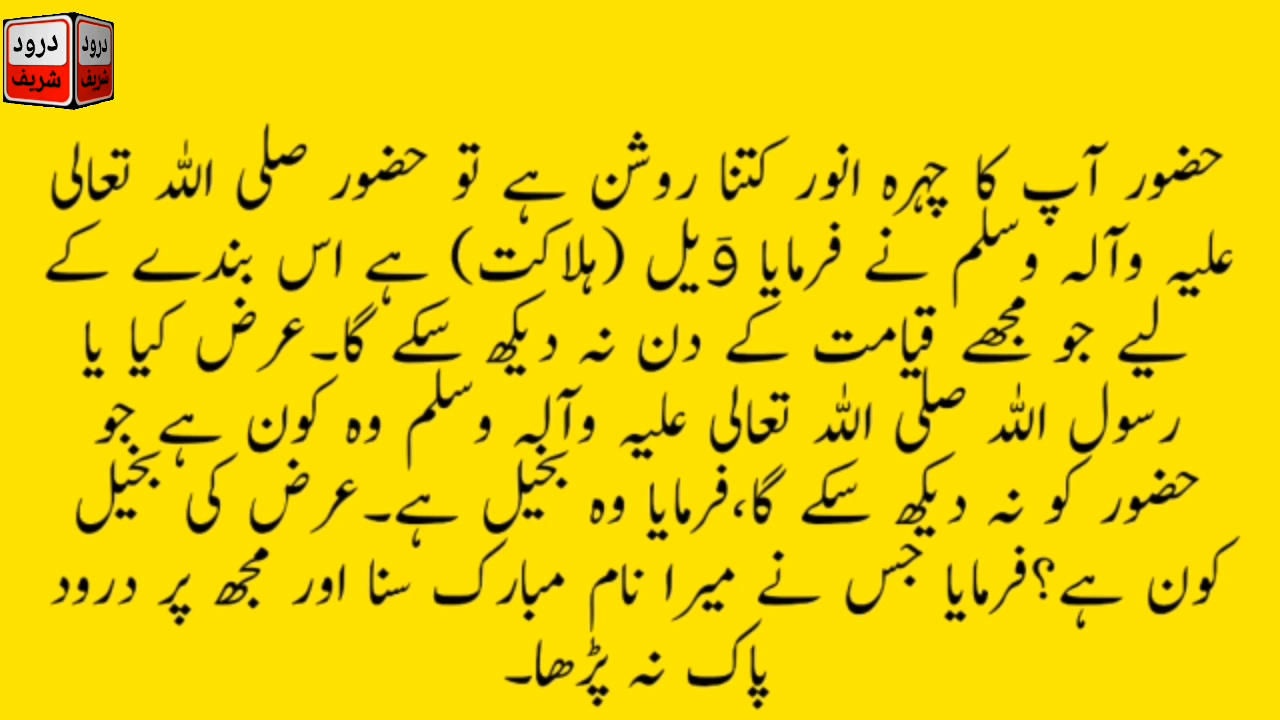 درود
شریف
درود
شریف
حضور آپ کا چہرہ انور کتنا روشن ہے تو حضور صلی اللہ تعالی
علیہ وآلہ وسلم نے فرمایا وَیل (ہلاکت) ہے اس بندے کے
لیے جو مجھے قیامت کے دن نہ دیکھ سکے گا۔عرض کیا یا
رسول اللہ صلی اللہ تعالی علیہ وآلہ وسلم وہ کون ہے جو
حضور کو نہ دیکھ سکے گا،فرمایا وہ بخیل ہے۔عرض کی بخیل
کون ہے؟فرمایا جس نے میرا نام مبارک سنا اور مجھ پر درود
پاک نہ پڑھا۔